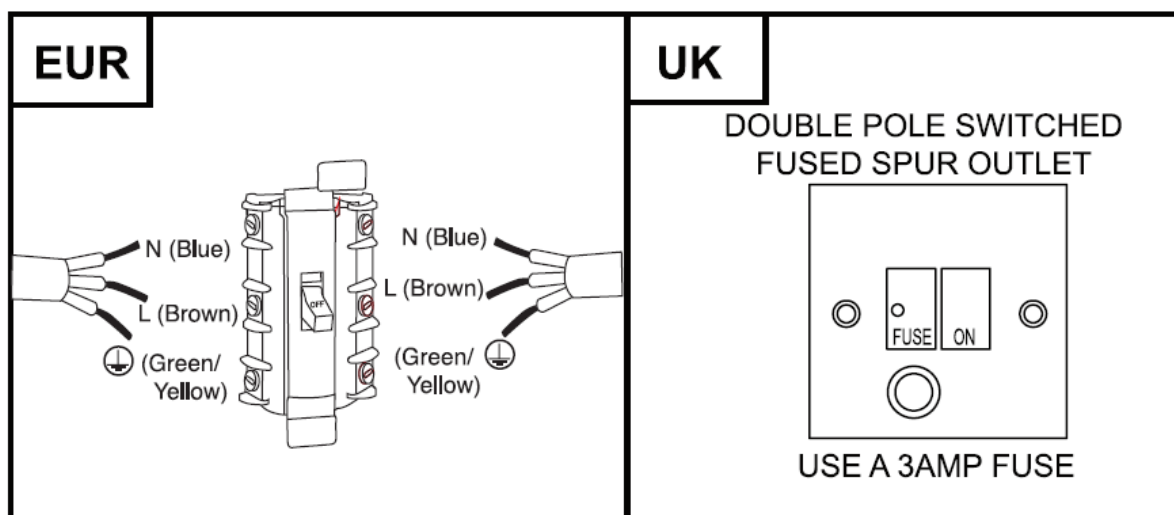 EUR
N (Blue)
L (Brown)
(Green/
Yellow)
OFF
N (Blue)
L (Brown)
(Green/
Yellow)
UK
DOUBLE POLE SWITCHED
FUSED SPUR OUTLET
FUSE
ON
USE A 3AMP FUSE